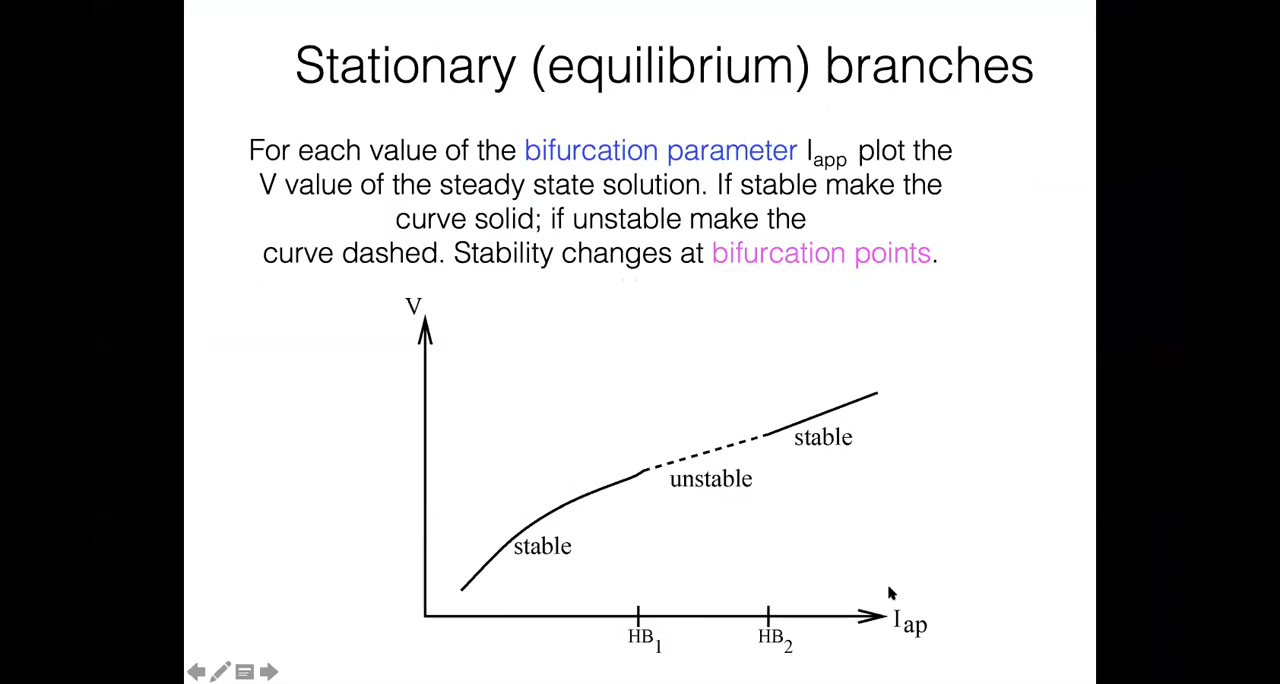 Stationary (equilibrium) branches
For each value of the bifurcation parameter Iapp plot the
V value of the steady state solution. If stable make the
curve solid; if unstable make the
curve dashed. Stability changes at bifurcation points.
V
stable
unstable
stable
HB1
HB2
Iap